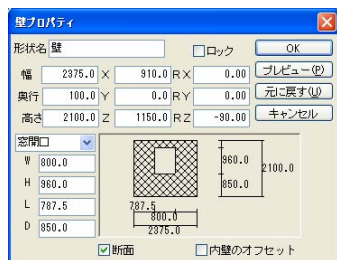 壁プロパティ
形状名 壁 ロック OK
幅 2375.0 X 910.0 RX 0.00 プレビュー(P)
奥行 100.0 Y 0.0 RY 0.00 元に戻す(U)
高さ 2100.0 Z 1150.0 RZ -90.00 キャンセル
窓開口
W 800.0
H 960.0
L 787.5
D 850.0
960.0
850.0
2100.0
787.5
800.0
2375.0
断面 内壁のオフセット